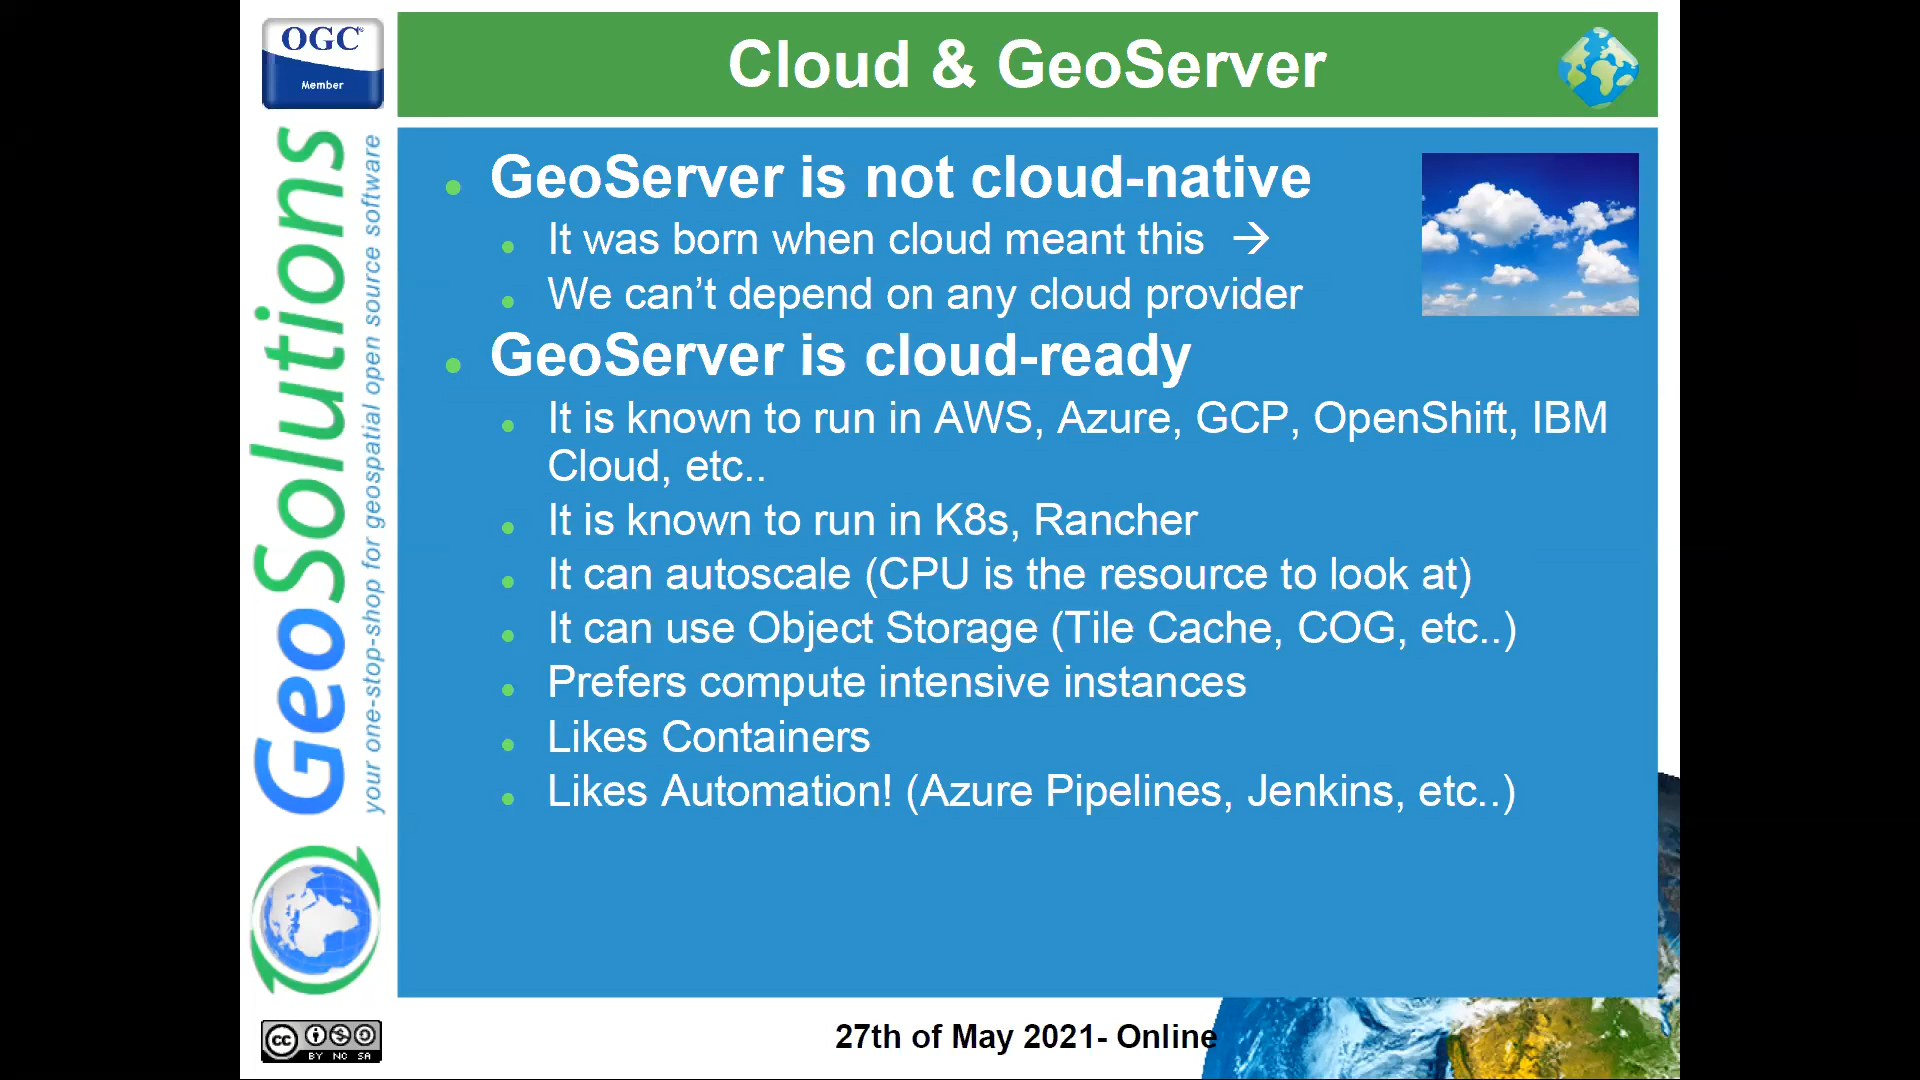 OGC®
Member
Cloud & GeoServer
GeoSolutions
your one-stop-shop for geospatial open source software
GeoServer is not cloud-native
It was born when cloud meant this →
We can’t depend on any cloud provider
GeoServer is cloud-ready
It is known to run in AWS, Azure, GCP, OpenShift, IBM
Cloud, etc..
It is known to run in K8s, Rancher
It can autoscale (CPU is the resource to look at)
It can use Object Storage (Tile Cache, COG, etc..)
Prefers compute intensive instances
Likes Containers
Likes Automation! (Azure Pipelines, Jenkins, etc..)
cc
BY NC SA
27th of May 2021- Online